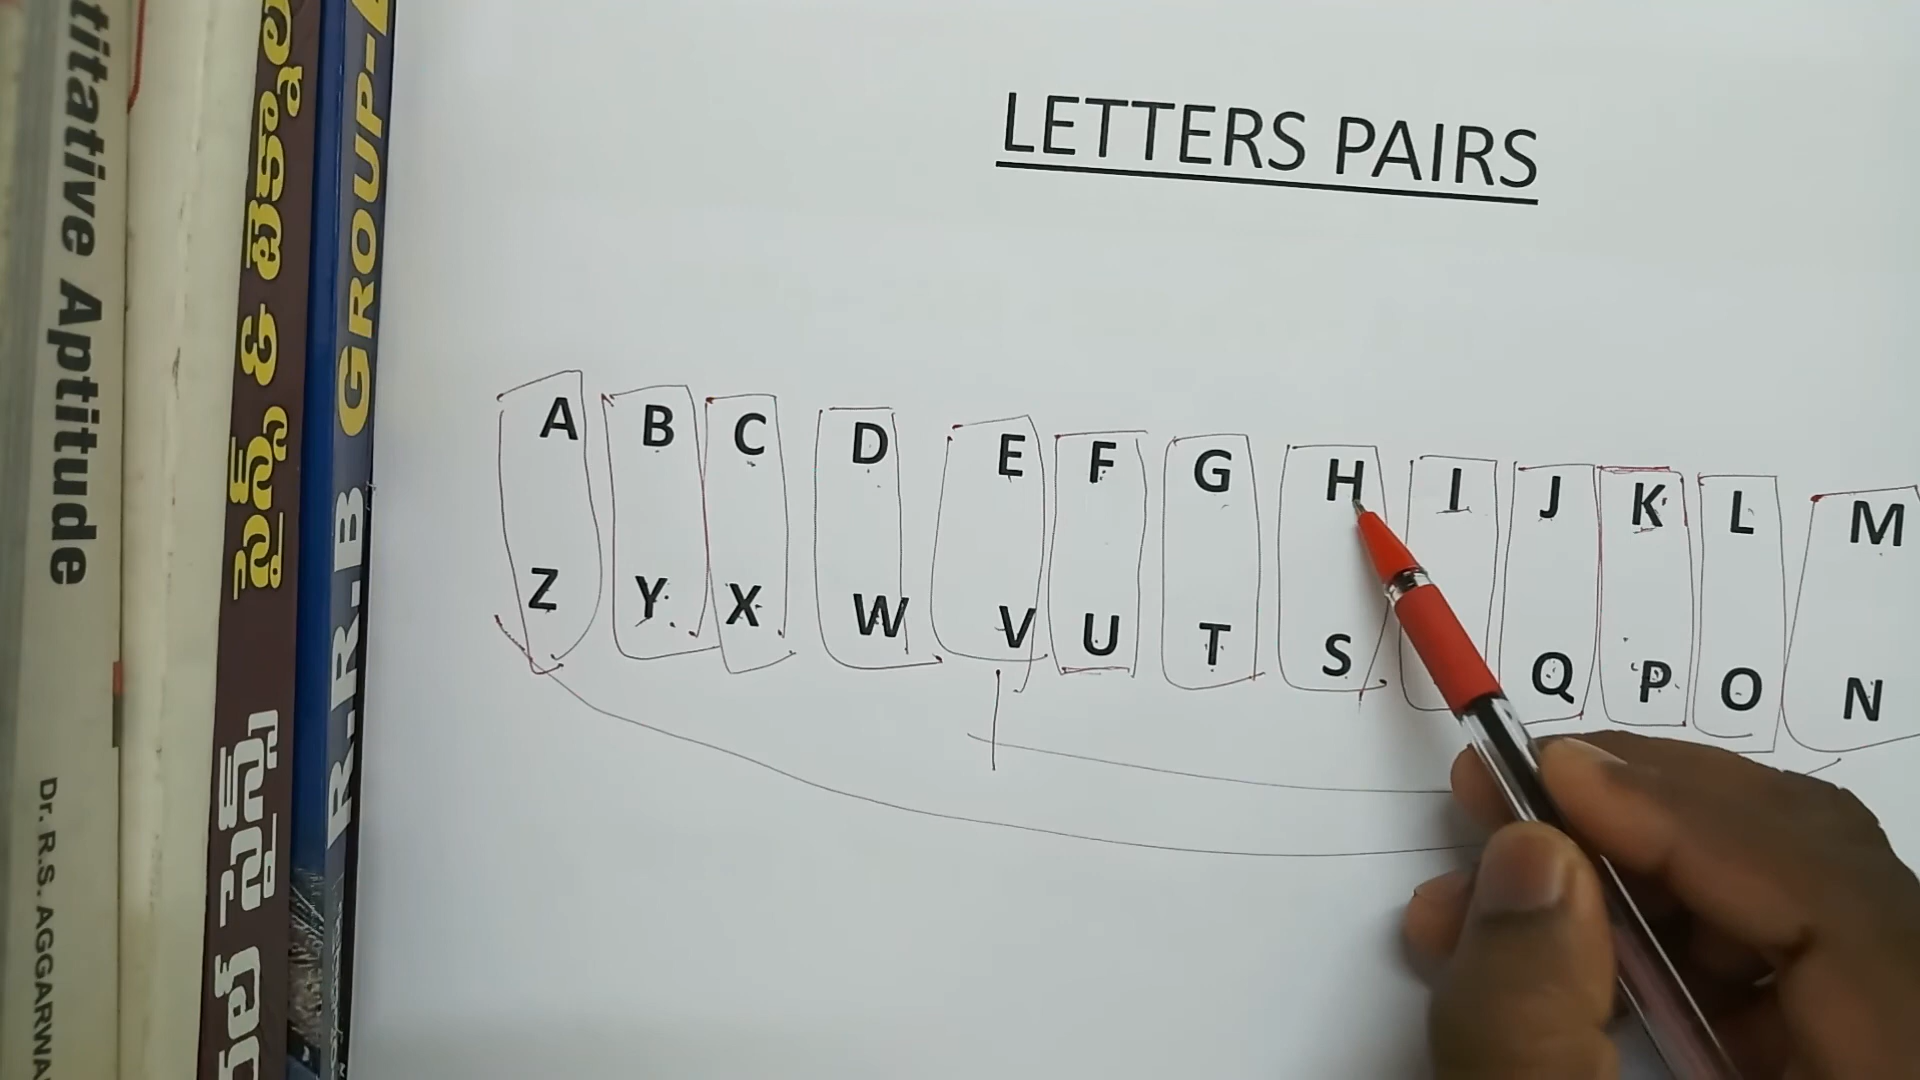 titative Aptitude
Dr. R.S. AGGARWA
సైన్స్ & టెక్నాల
సైన్స్
R.R.B GROUP-
LETTERS PAIRS
A B C D E F G H I J K L M
Z Y X W V U T S Q P O N